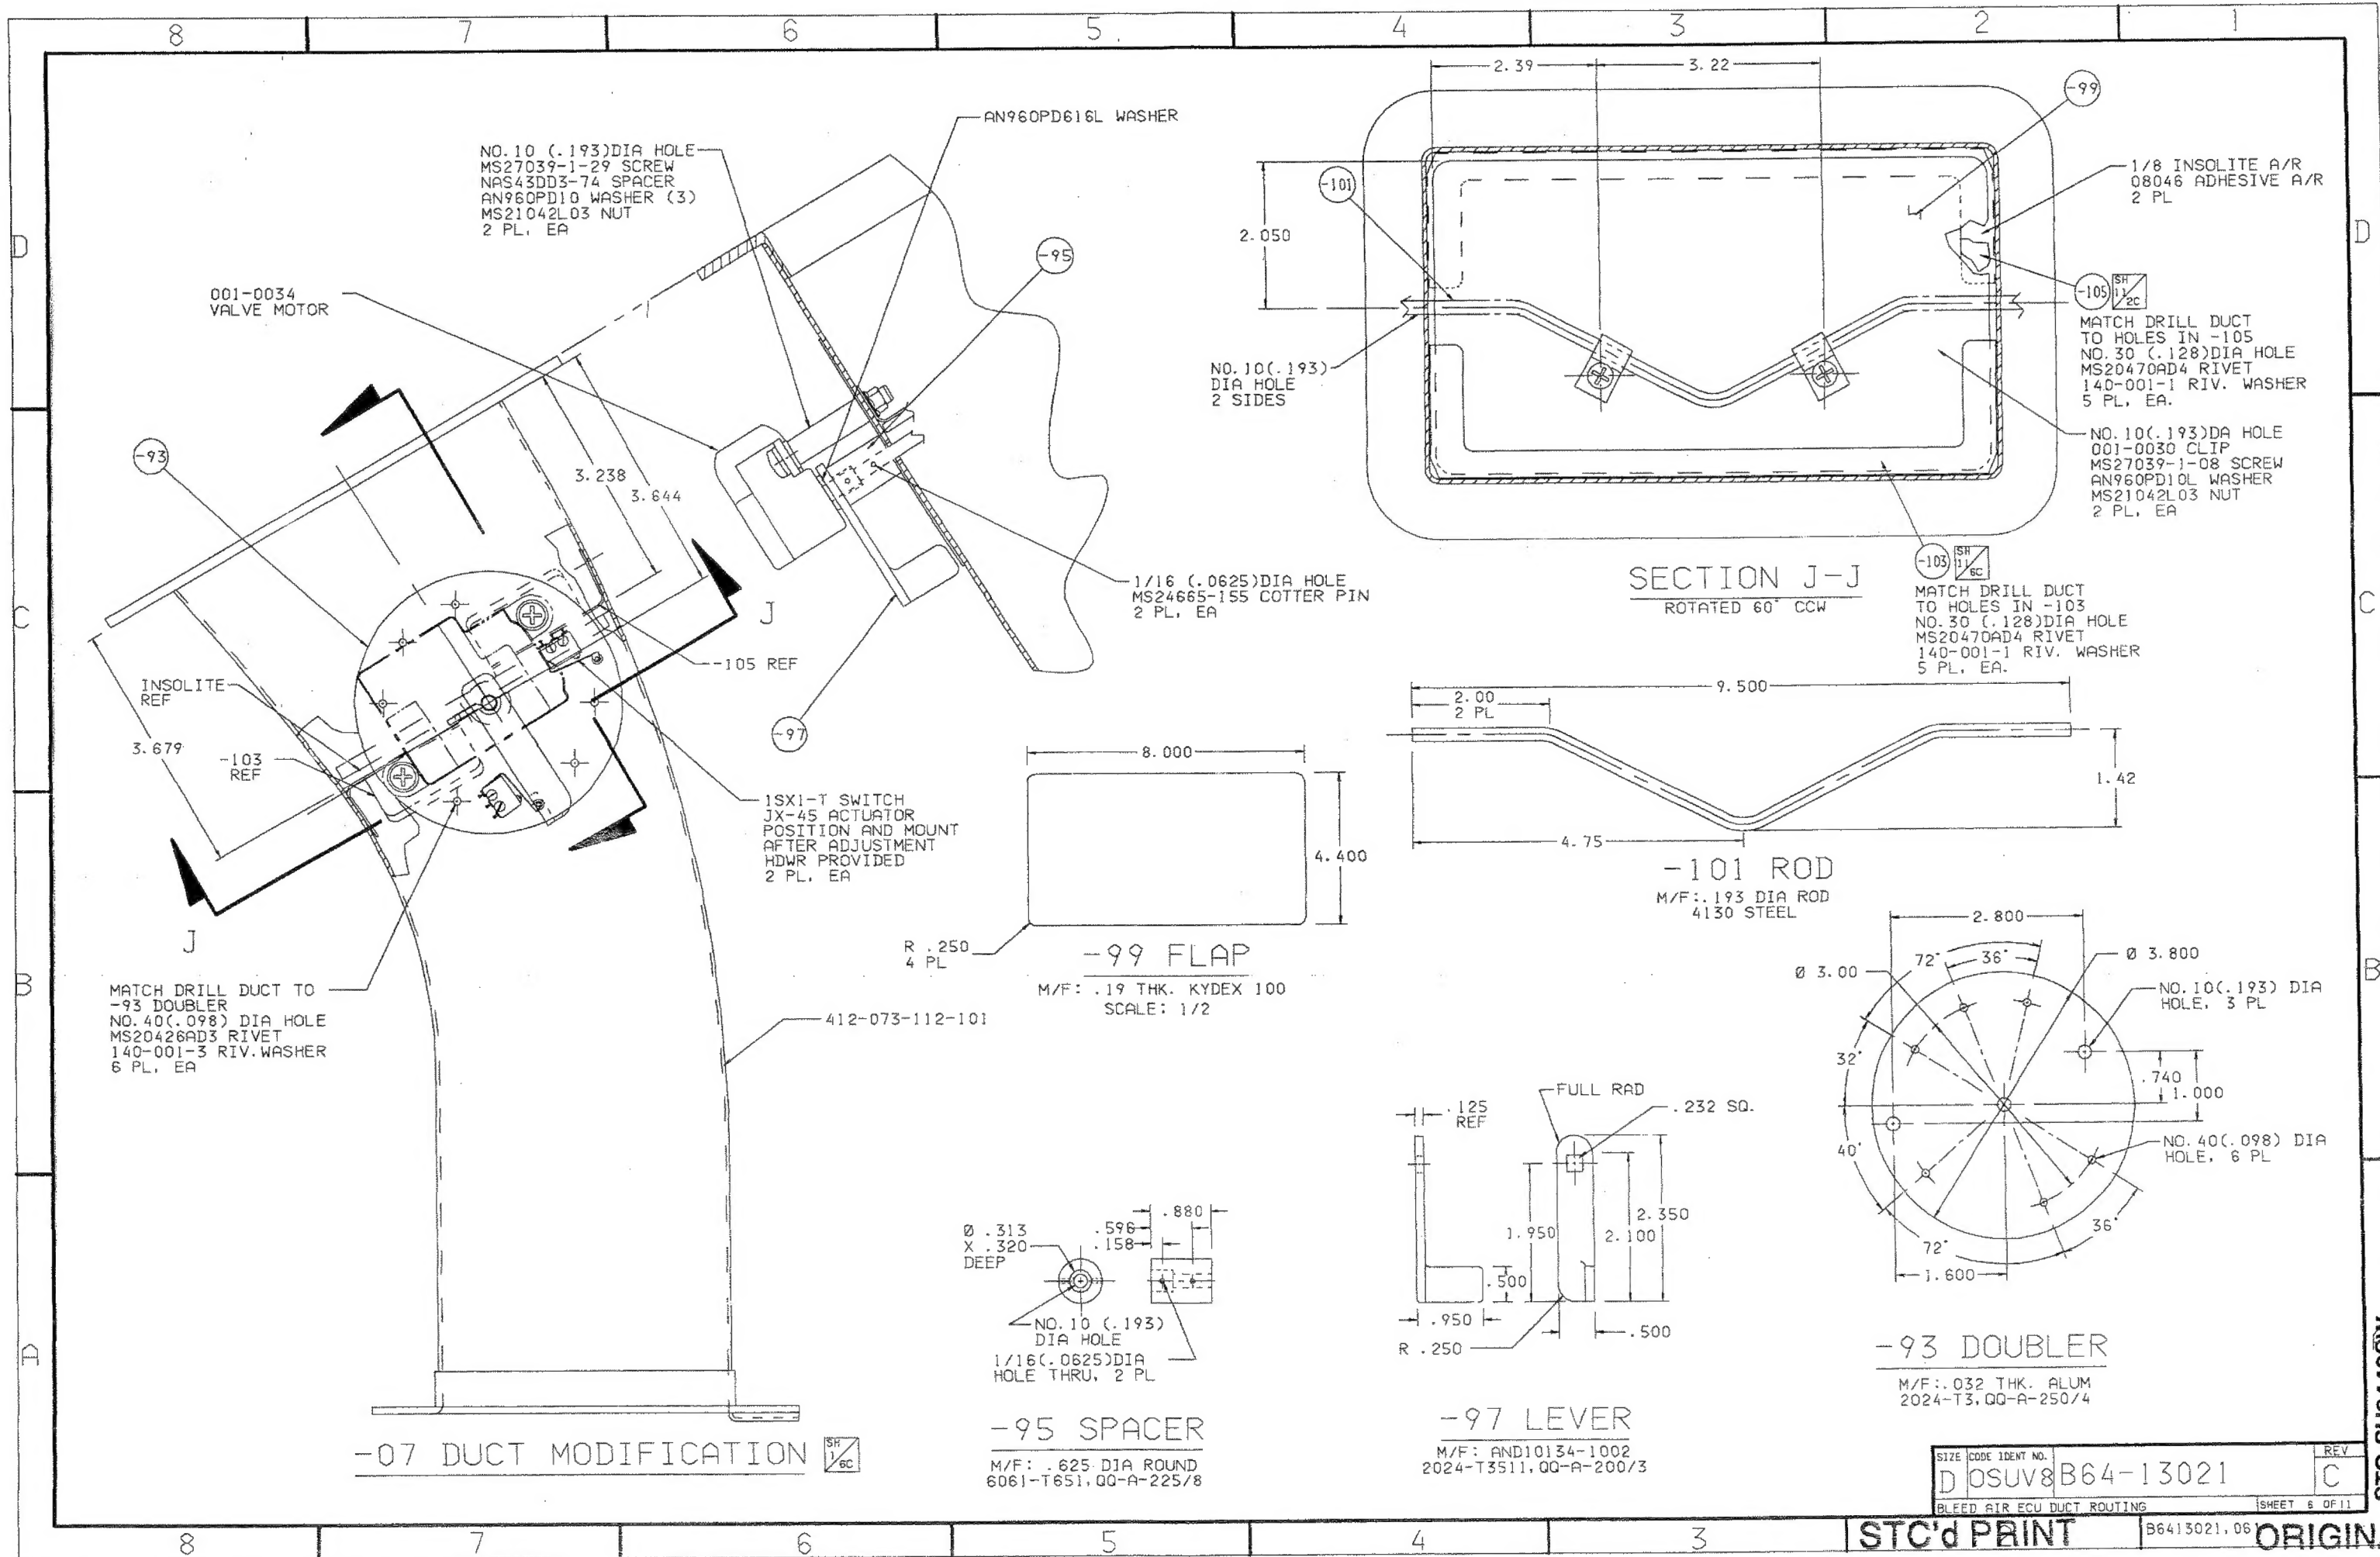 8
7
6
5
4
3
2
1
D
C
B
A
D
C
B
NO.10 (.193)DIA HOLE
MS27039-1-29 SCREW
NAS43DD3-74 SPACER
AN960PD10 WASHER (3)
MS21042L03 NUT
2 PL, EA
AN960PD616L WASHER
001-0034
VALVE MOTOR
-95
-93
3.238
3.644
1/16 (.0625)DIA HOLE
MS24665-155 COTTER PIN
2 PL, EA
J
-105 REF
INSOLITE
REF
-97
3.679
-103
REF
1SX1-T SWITCH
JX-45 ACTUATOR
POSITION AND MOUNT
AFTER ADJUSTMENT
HDWR PROVIDED
2 PL, EA
J
MATCH DRILL DUCT TO
-93 DOUBLER
NO.40(.098) DIA HOLE
MS20426AD3 RIVET
140-001-3 RIV.WASHER
6 PL, EA
412-073-112-101
-07 DUCT MODIFICATION
SH 1/6C
2.39
3.22
-99
-101
2.050
1/8 INSOLITE A/R
08046 ADHESIVE A/R
2 PL
-105
SH 11/2C
MATCH DRILL DUCT
TO HOLES IN -105
NO.30 (.128)DIA HOLE
MS20470AD4 RIVET
140-001-1 RIV. WASHER
5 PL, EA.
NO.10(.193)
DIA HOLE
2 SIDES
NO.10(.193)DA HOLE
001-0030 CLIP
MS27039-1-08 SCREW
AN960PD10L WASHER
MS21042L03 NUT
2 PL, EA
SECTION J-J
ROTATED 60° CCW
-103
SH 11/6C
MATCH DRILL DUCT
TO HOLES IN -103
NO.30 (.128)DIA HOLE
MS20470AD4 RIVET
140-001-1 RIV. WASHER
5 PL, EA.
8.000
4.400
R .250
4 PL
-99 FLAP
M/F: .19 THK. KYDEX 100
SCALE: 1/2
9.500
2.00
2 PL
1.42
4.75
-101 ROD
M/F:.193 DIA ROD
4130 STEEL
2.800
72°
36°
Ø 3.800
Ø 3.00
NO.10(.193) DIA
HOLE, 3 PL
32°
.740
1.000
40°
NO.40(.098) DIA
HOLE, 6 PL
36°
72°
1.600
-93 DOUBLER
M/F:.032 THK. ALUM
2024-T3,QQ-A-250/4
Ø .313
X .320
DEEP
.880
.596
.158
NO.10 (.193)
DIA HOLE
1/16(.0625)DIA
HOLE THRU, 2 PL
-95 SPACER
M/F: .625 DIA ROUND
6061-T651,QQ-A-225/8
FULL RAD
.125
REF
.232 SQ.
1.950
2.350
2.100
.500
.950
.500
R .250
-97 LEVER
M/F: AND10134-1002
2024-T3511,QQ-A-200/3
SIZE
D
CODE IDENT NO.
OSUV8
B64-13021
REV
C
BLEED AIR ECU DUCT ROUTING
SHEET 6 OF 11
8
7
6
5
4
3
STC'd PRINT
B6413021.06
ORIGIN